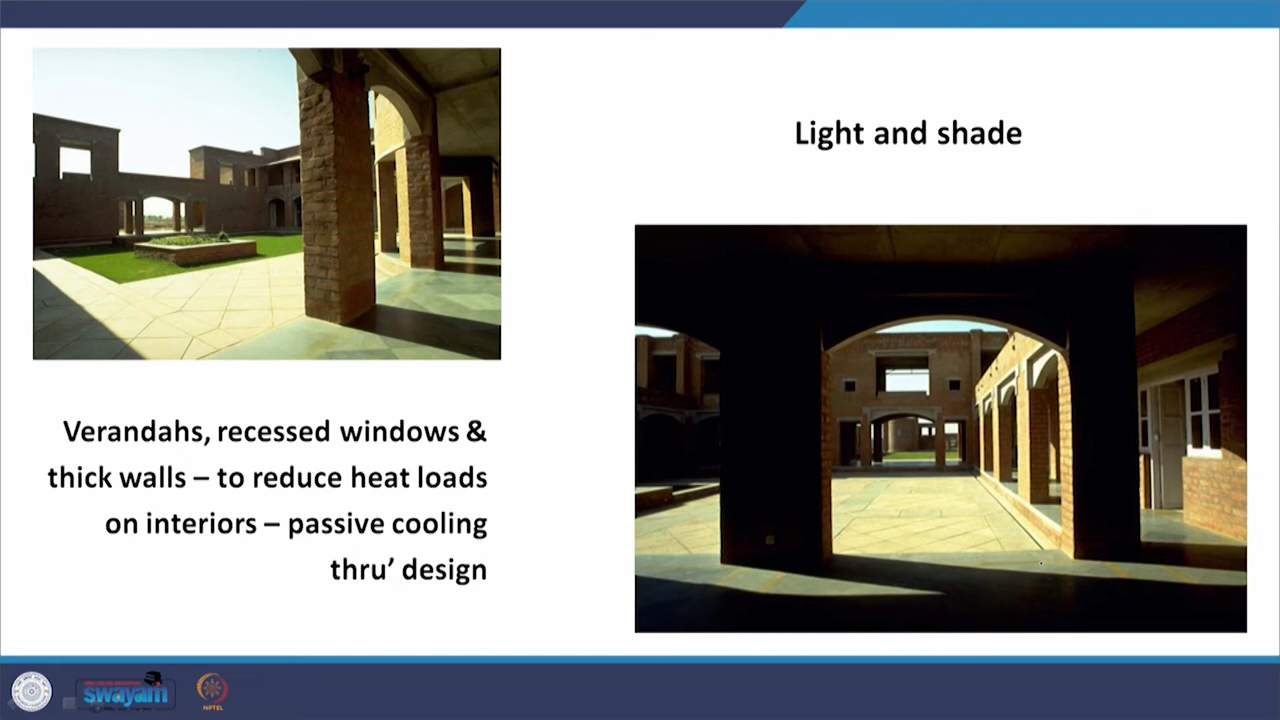 Light and shade
Verandahs, recessed windows &
thick walls – to reduce heat loads
on interiors – passive cooling
thru’ design
swayam
NPTEL